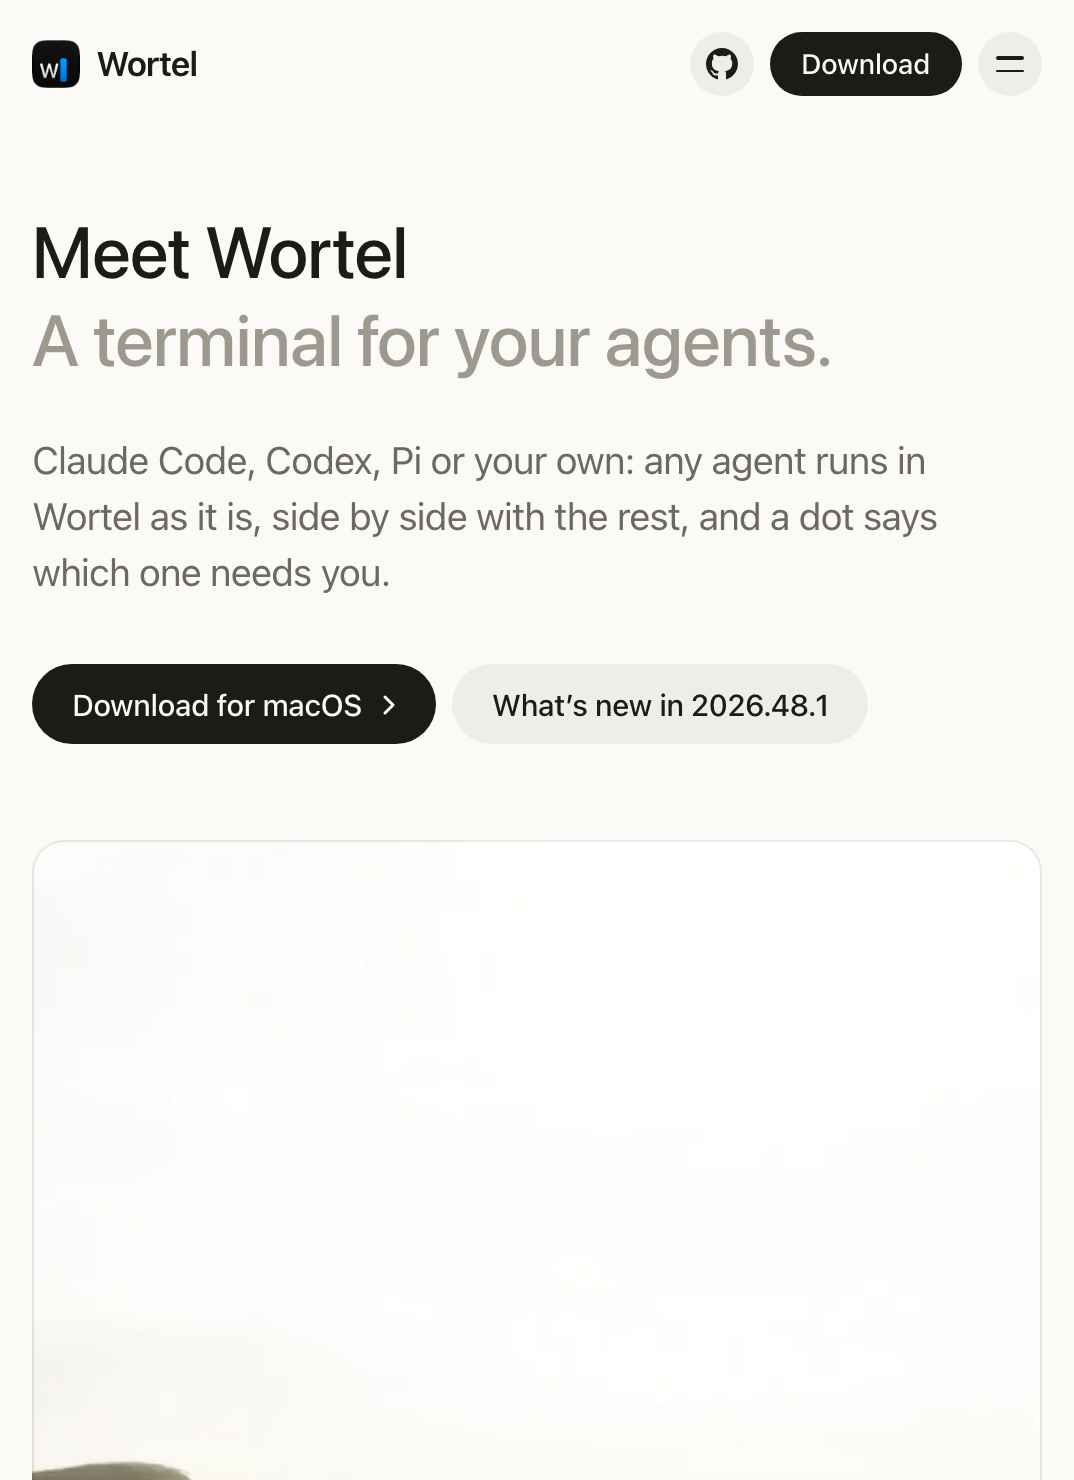 w
Wortel
Download
Meet Wortel
A terminal for your agents.
Claude Code, Codex, Pi or your own: any agent runs in
Wortel as it is, side by side with the rest, and a dot says
which one needs you.
Download for macOS
What’s new in 2026.48.1